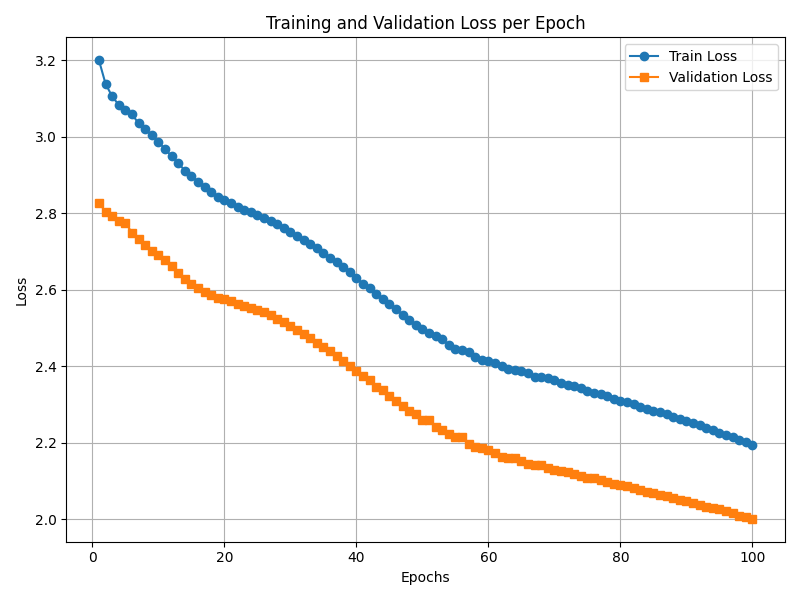 Training and Validation Loss per Epoch
Train Loss
Validation Loss
3.2
3.0
2.8
2.6
2.4
2.2
2.0
Loss
0 20 40 60 80 100
Epochs